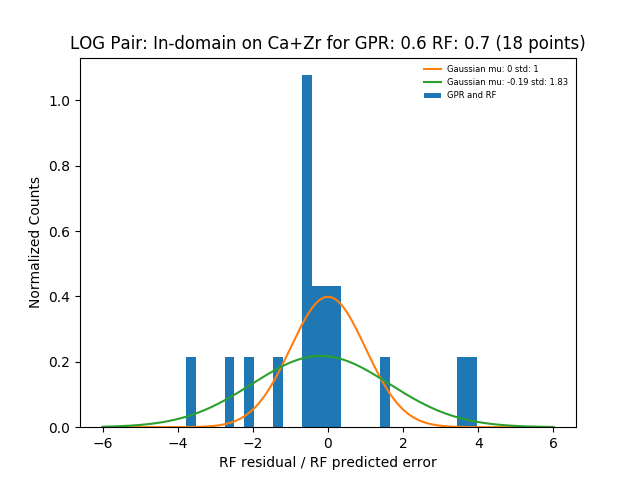 LOG Pair: In-domain on Ca+Zr for GPR: 0.6 RF: 0.7 (18 points)
Gaussian mu: 0 std: 1
Gaussian mu: -0.19 std: 1.83
GPR and RF
Normalized Counts
1.0
0.8
0.6
0.4
0.2
0.0
−6 −4 −2 0 2 4 6
RF residual / RF predicted error